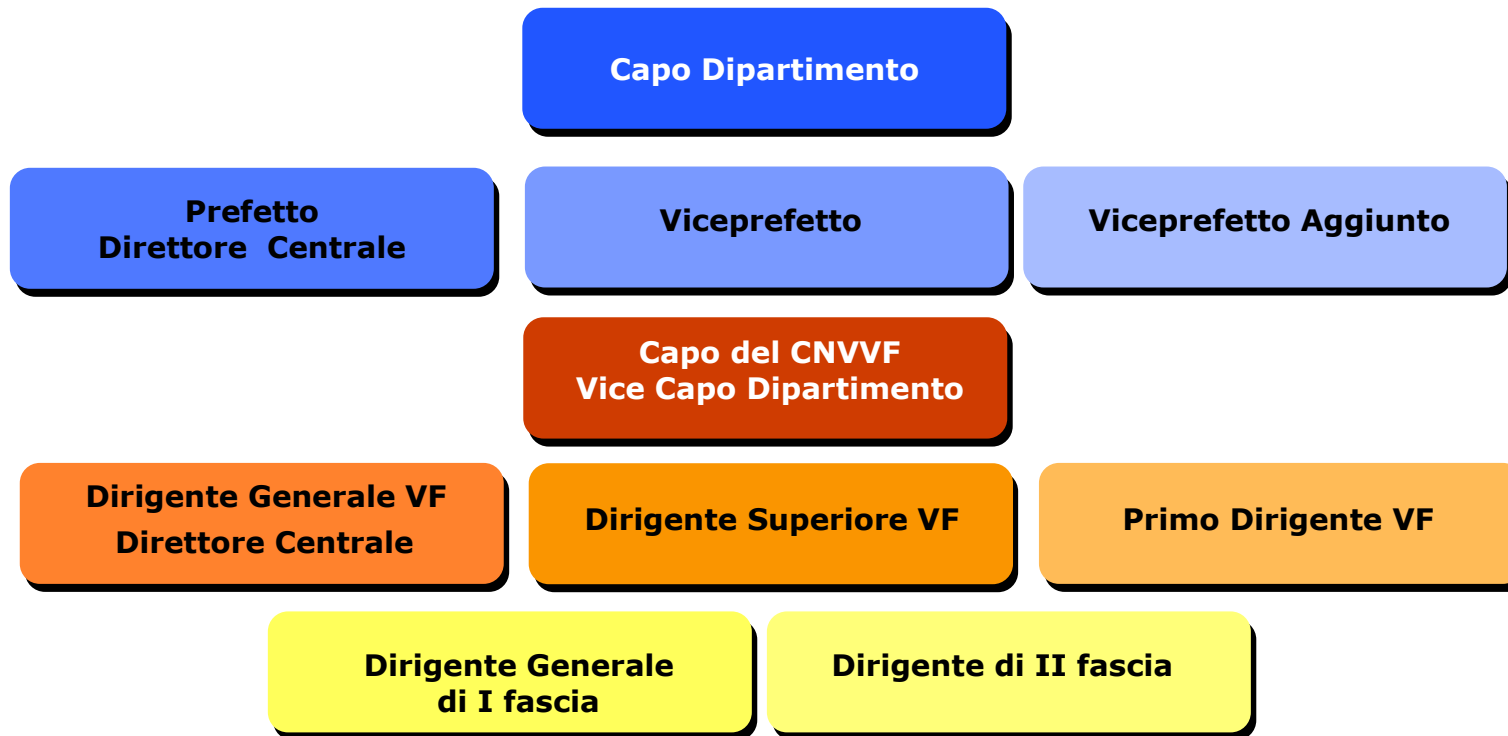 Capo Dipartimento
Prefetto
Direttore Centrale
Viceprefetto
Viceprefetto Aggiunto
Capo del CNVVF
Vice Capo Dipartimento
Dirigente Generale VF
Direttore Centrale
Dirigente Superiore VF
Primo Dirigente VF
Dirigente Generale
di I fascia
Dirigente di II fascia